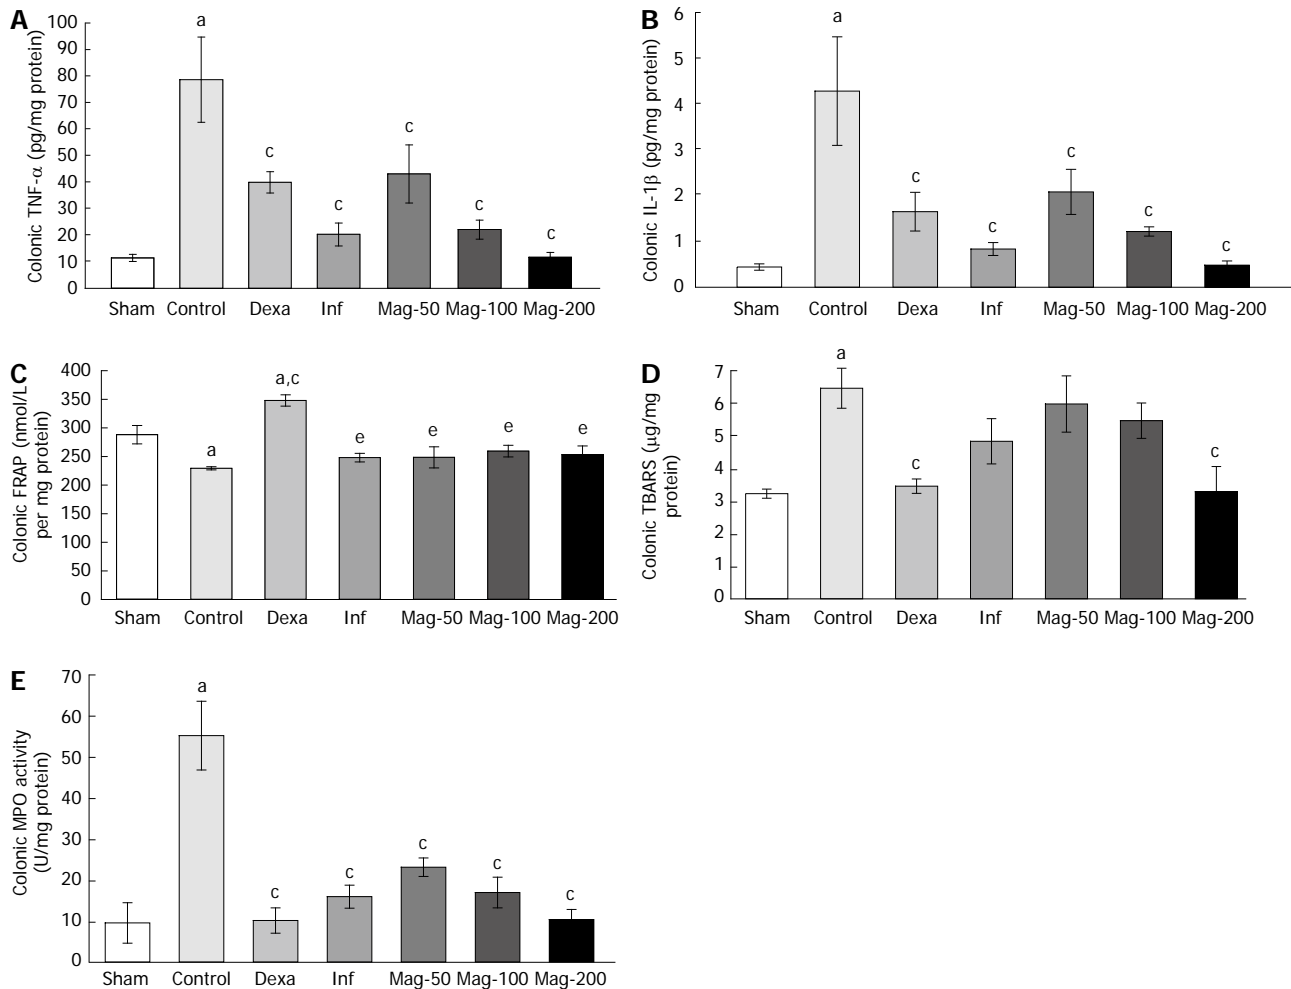 A
Colonic TNF-α (pg/mg protein)
100
90
80
70
60
50
40
30
20
10
0
a
c
c
c
c
c
Sham Control Dexa Inf Mag-50 Mag-100 Mag-200
B
Colonic IL-1β (pg/mg protein)
6
5
4
3
2
1
0
a
c
c
c
c
c
Sham Control Dexa Inf Mag-50 Mag-100 Mag-200
C
Colonic FRAP (nmol/L
per mg protein)
400
350
300
250
200
150
100
50
0
a
a,c
e
e
e
e
Sham Control Dexa Inf Mag-50 Mag-100 Mag-200
D
Colonic TBARS (μg/mg
protein)
7
6
5
4
3
2
1
0
a
c
c
Sham Control Dexa Inf Mag-50 Mag-100 Mag-200
E
Colonic MPO activity
(U/mg protein)
70
60
50
40
30
20
10
0
a
c
c
c
c
c
Sham Control Dexa Inf Mag-50 Mag-100 Mag-200